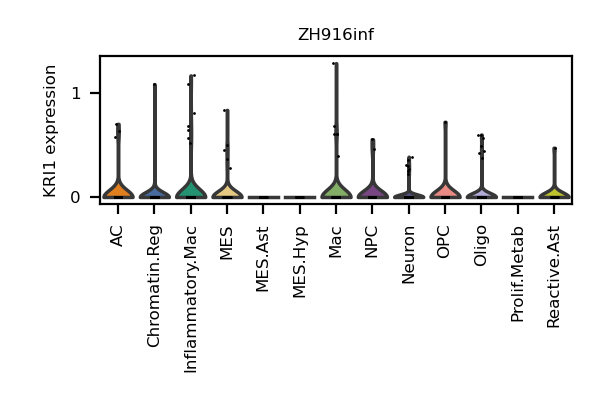 ZH916inf
KRI1 expression
1
0
AC
Chromatin.Reg
Inflammatory.Mac
MES
MES.Ast
MES.Hyp
Mac
NPC
Neuron
OPC
Oligo
Prolif.Metab
Reactive.Ast